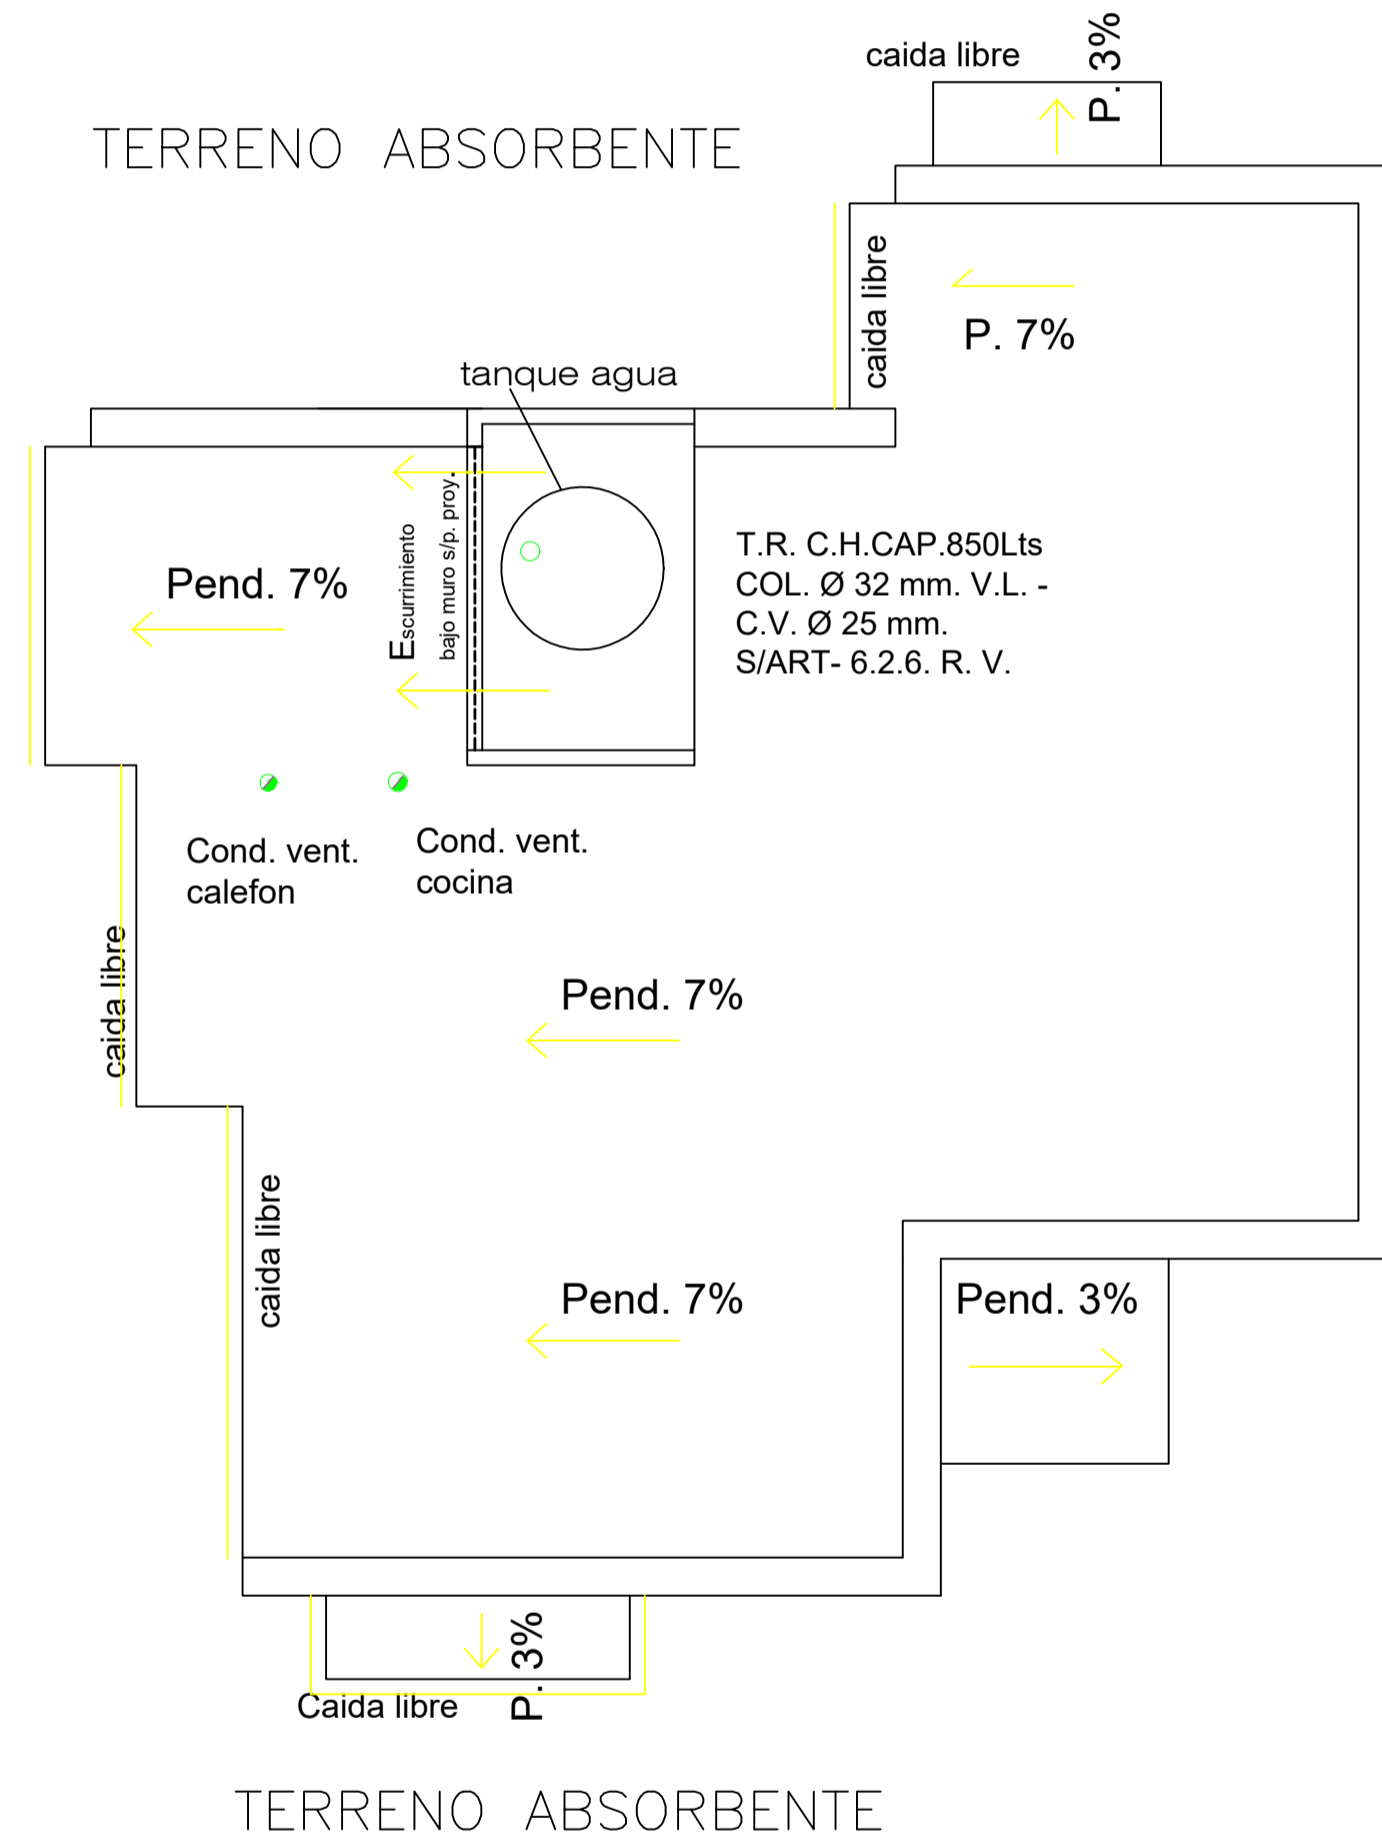 caida libre
P. 3%
TERRENO ABSORBENTE
caida libre
P. 7%
tanque agua
Escurrimiento
bajo muro s/p. proy.
T.R. C.H.CAP.850Lts
COL. Ø 32 mm. V.L. -
C.V. Ø 25 mm.
S/ART- 6.2.6. R. V.
Pend. 7%
Cond. vent.
calefon
Cond. vent.
cocina
caida libre
Pend. 7%
caida libre
Pend. 7%
Pend. 3%
P. 3%
Caida libre
TERRENO ABSORBENTE